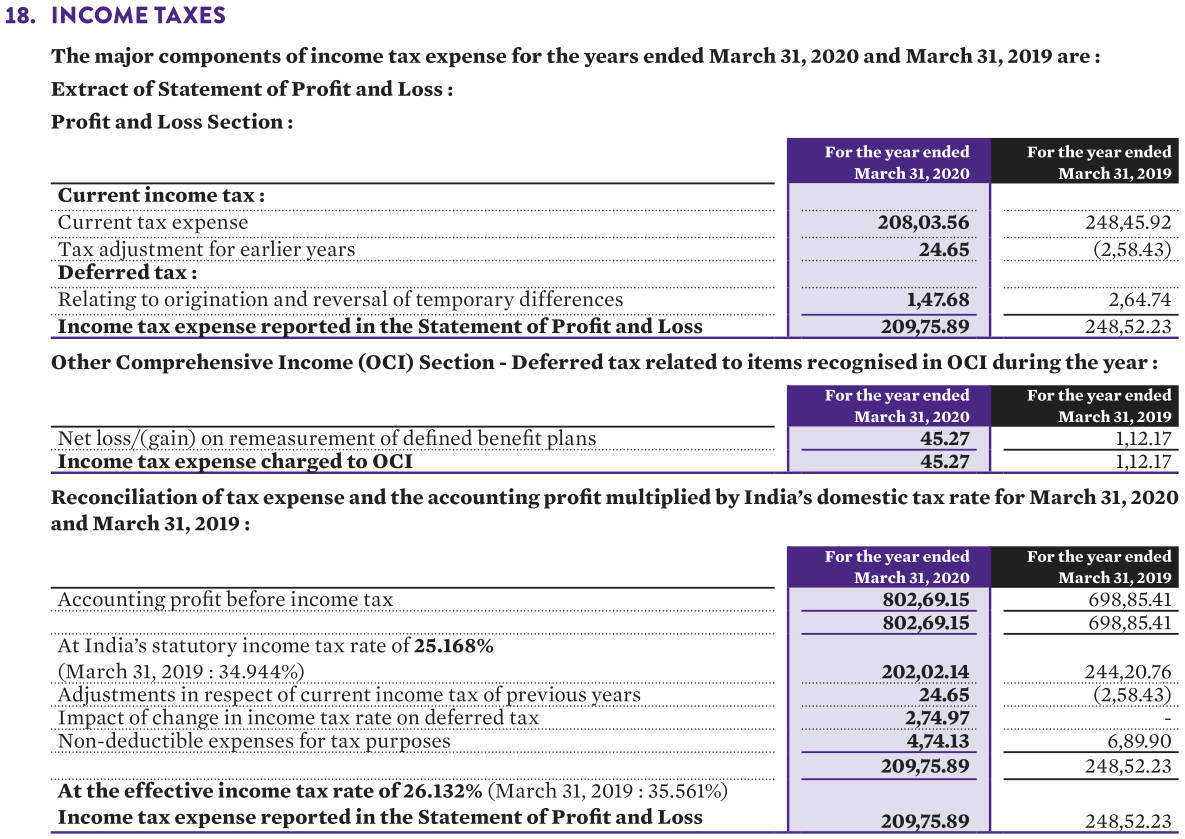 18. INCOME TAXES
The major components of income tax expense for the years ended March 31, 2020 and March 31, 2019 are :
Extract of Statement of Profit and Loss :
Profit and Loss Section :
For the year ended For the year ended
March 31, 2020 March 31, 2019
Current income tax :
Current tax expense 208,03.56 248,45.92
Tax adjustment for earlier years 24.65 (2,58.43)
Deferred tax :
Relating to origination and reversal of temporary differences 1,47.68 2,64.74
Income tax expense reported in the Statement of Profit and Loss 209,75.89 248,52.23
Other Comprehensive Income (OCI) Section - Deferred tax related to items recognised in OCI during the year :
For the year ended For the year ended
March 31, 2020 March 31, 2019
Net loss/(gain) on remeasurement of defined benefit plans 45.27 1,12.17
Income tax expense charged to OCI 45.27 1,12.17
Reconciliation of tax expense and the accounting profit multiplied by India's domestic tax rate for March 31, 2020
and March 31, 2019 :
For the year ended For the year ended
March 31, 2020 March 31, 2019
Accounting profit before income tax 802,69.15 698,85.41
802,69.15 698,85.41
At India's statutory income tax rate of 25.168%
(March 31, 2019 : 34.944%) 202,02.14 244,20.76
Adjustments in respect of current income tax of previous years 24.65 (2,58.43)
Impact of change in income tax rate on deferred tax 2,74.97 -
Non-deductible expenses for tax purposes 4,74.13 6,89.90
209,75.89 248,52.23
At the effective income tax rate of 26.132% (March 31, 2019 : 35.561%)
Income tax expense reported in the Statement of Profit and Loss 209,75.89 248,52.23